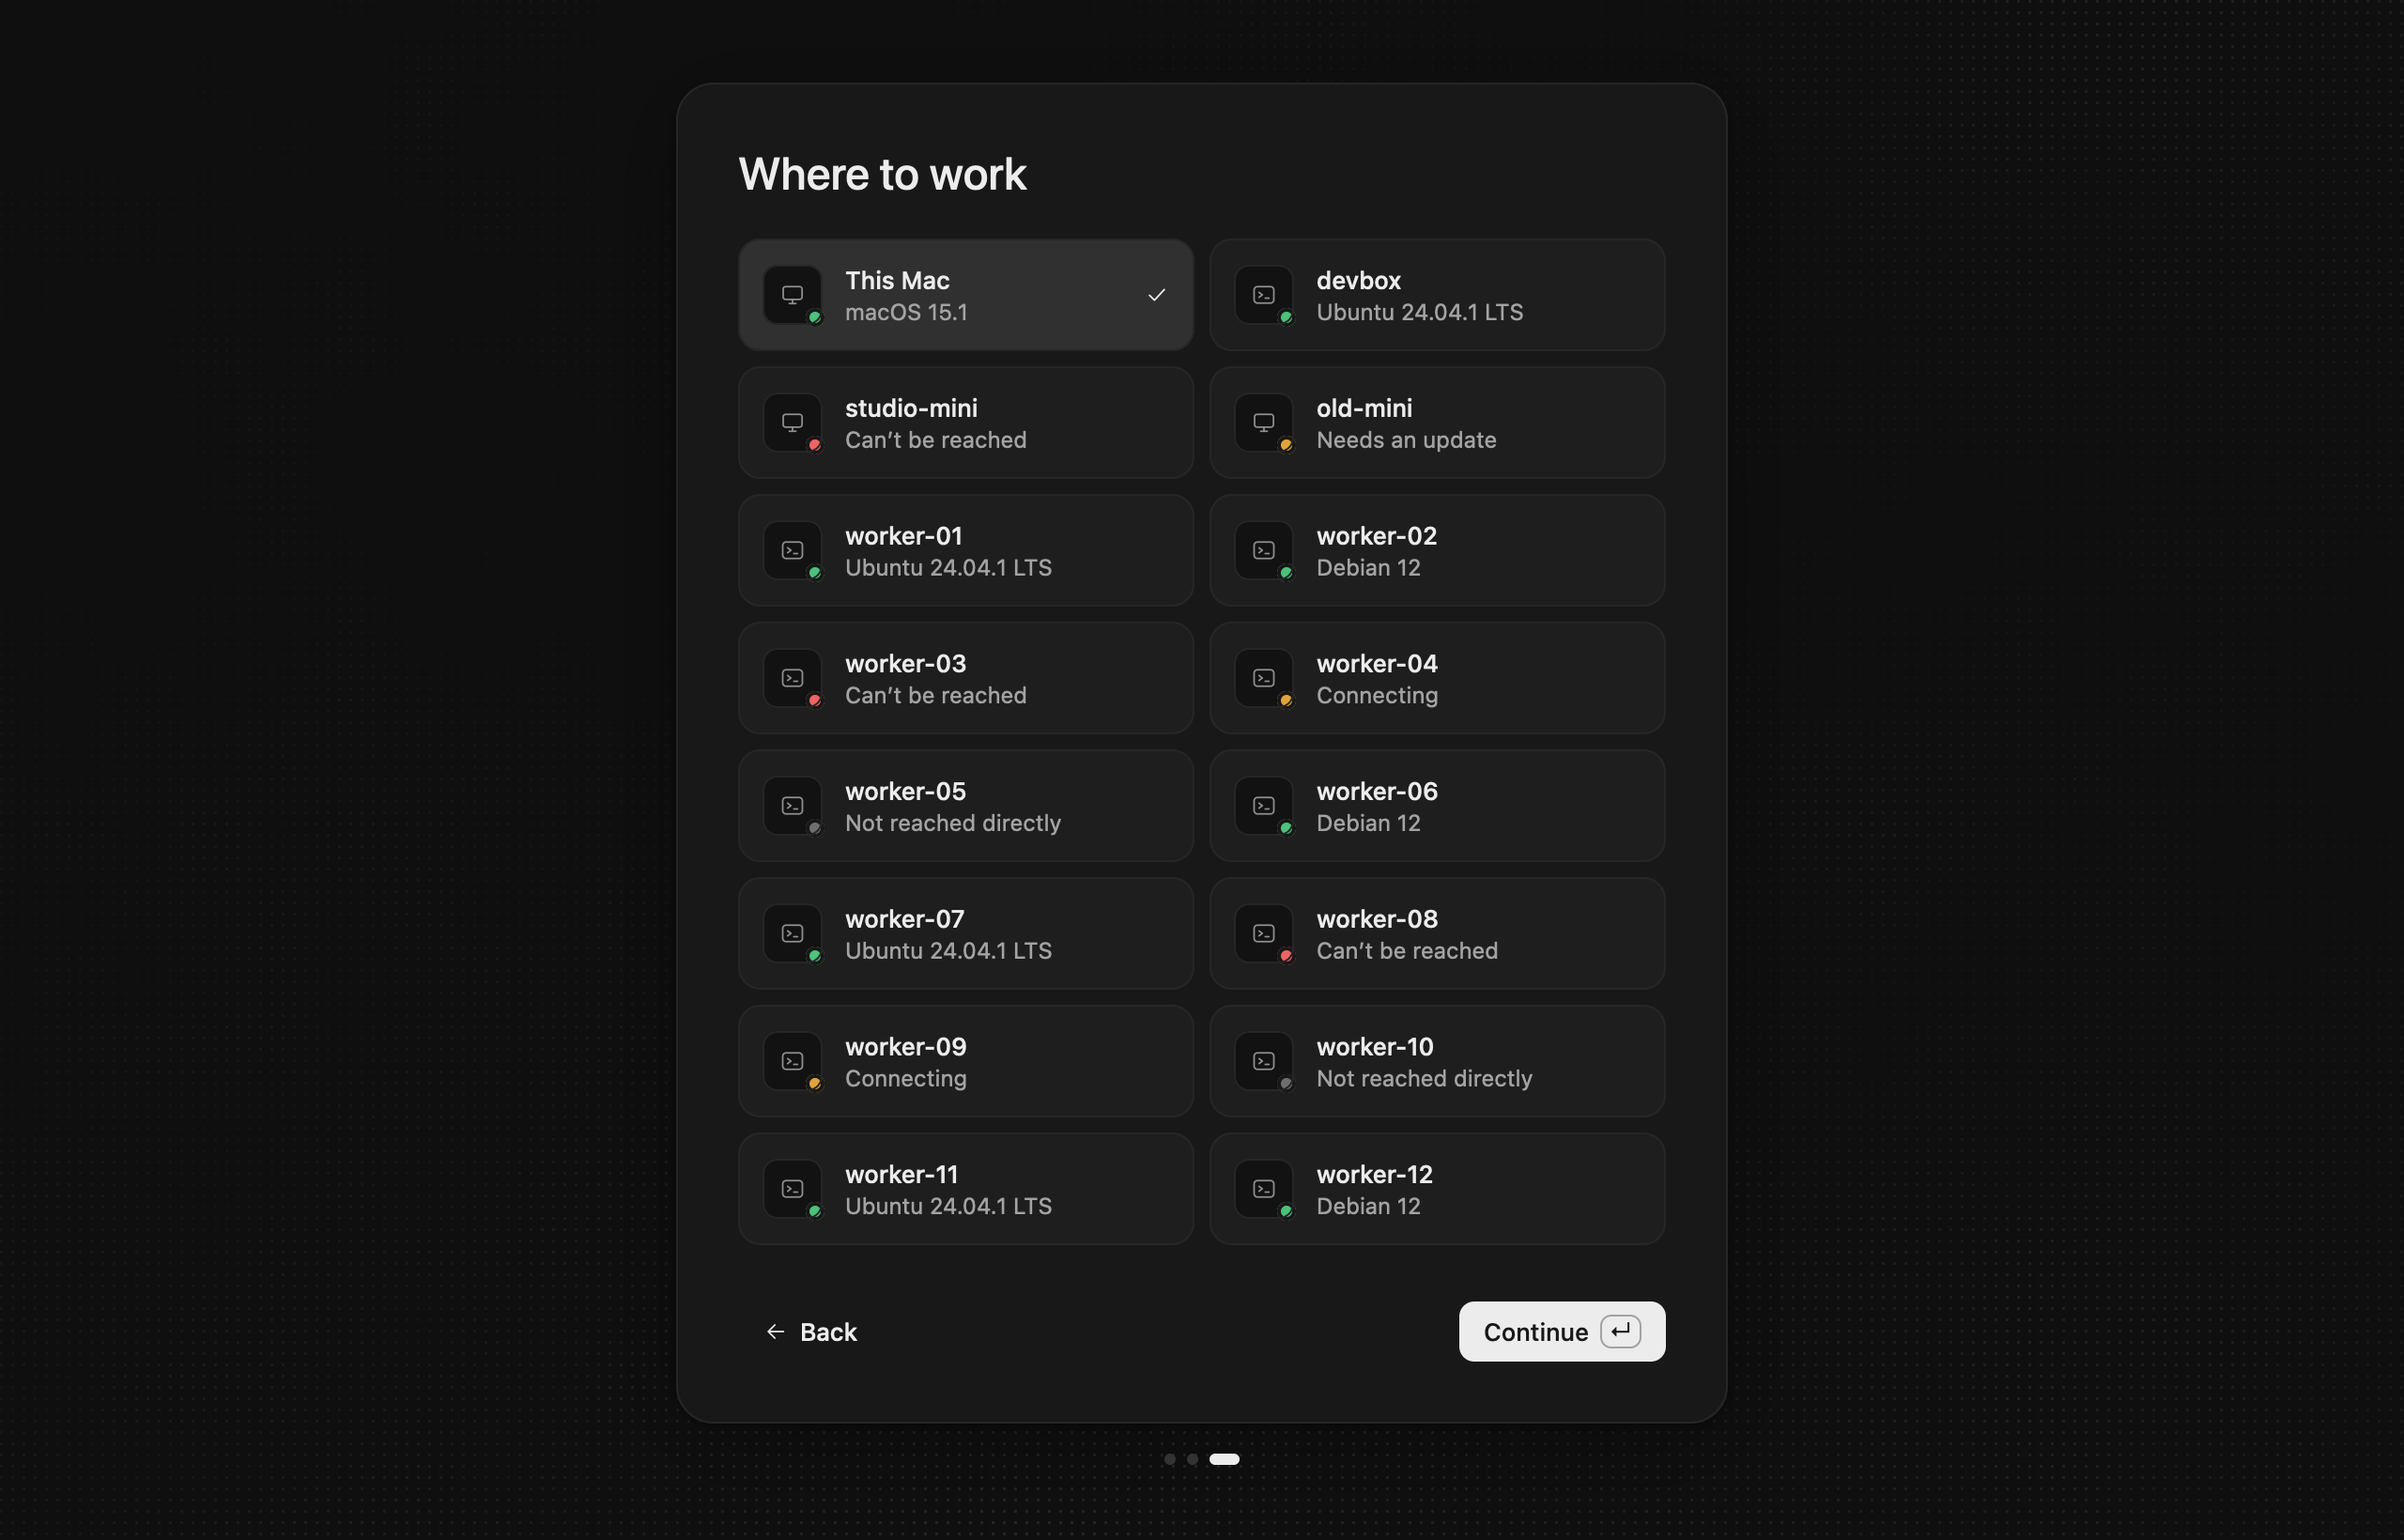 Where to work
This Mac
macOS 15.1
devbox
Ubuntu 24.04.1 LTS
studio-mini
Can’t be reached
old-mini
Needs an update
worker-01
Ubuntu 24.04.1 LTS
worker-02
Debian 12
worker-03
Can’t be reached
worker-04
Connecting
worker-05
Not reached directly
worker-06
Debian 12
worker-07
Ubuntu 24.04.1 LTS
worker-08
Can’t be reached
worker-09
Connecting
worker-10
Not reached directly
worker-11
Ubuntu 24.04.1 LTS
worker-12
Debian 12
Back
Continue